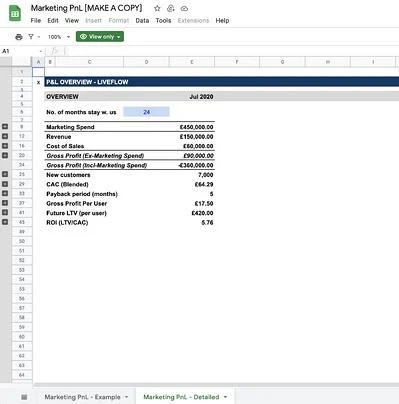 Marketing PnL [MAKE A COPY]
File Edit View Insert Format Data Tools Extensions Help
100% View only
A1 fx
A B C D E F G H I
1
2 x P&L OVERVIEW - LIVEFLOW
3
4 OVERVIEW Jul 2020
5
6 No. of months stay w. us 24
7
8 Marketing Spend £450,000.00
12 Revenue £150,000.00
16 Cost of Sales £60,000.00
20 Gross Profit (Ex-Marketing Spend) £90,000.00
24 Gross Profit (Incl-Marketing Spend) -£360,000.00
25 New customers 7,000
29 CAC (Blended) £64.29
33 Payback period (months) 5
37 Gross Profit Per User £17.50
41 Future LTV (per user) £420.00
45 ROI (LTV/CAC) 5.76
49
50
51
52
53
54
55
56
57
58
59
60
61
62
63
64
Marketing PnL - Example Marketing PnL - Detailed